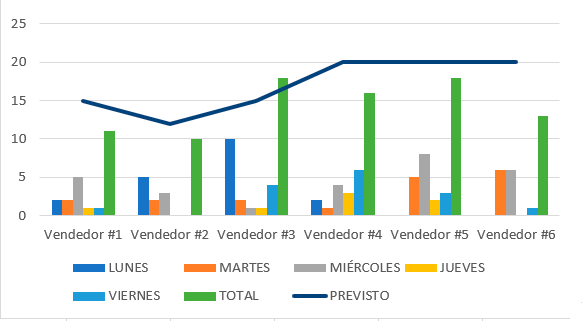 25
20
15
10
5
0
Vendedor #1 Vendedor #2 Vendedor #3 Vendedor #4 Vendedor #5 Vendedor #6
LUNES MARTES MIÉRCOLES JUEVES
VIERNES TOTAL PREVISTO